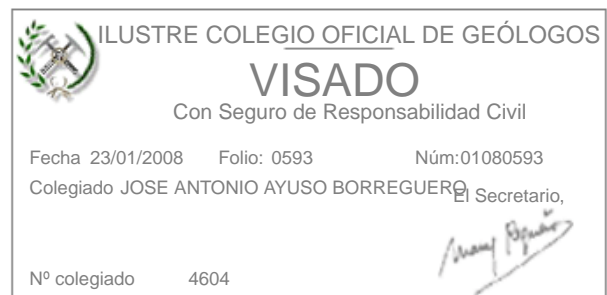 ILUSTRE COLEGIO OFICIAL DE GEÓLOGOS
VISADO
Con Seguro de Responsabilidad Civil
Fecha 23/01/2008 Folio: 0593 Núm:01080593
Colegiado JOSE ANTONIO AYUSO BORREGUERO
El Secretario,
Nº colegiado 4604